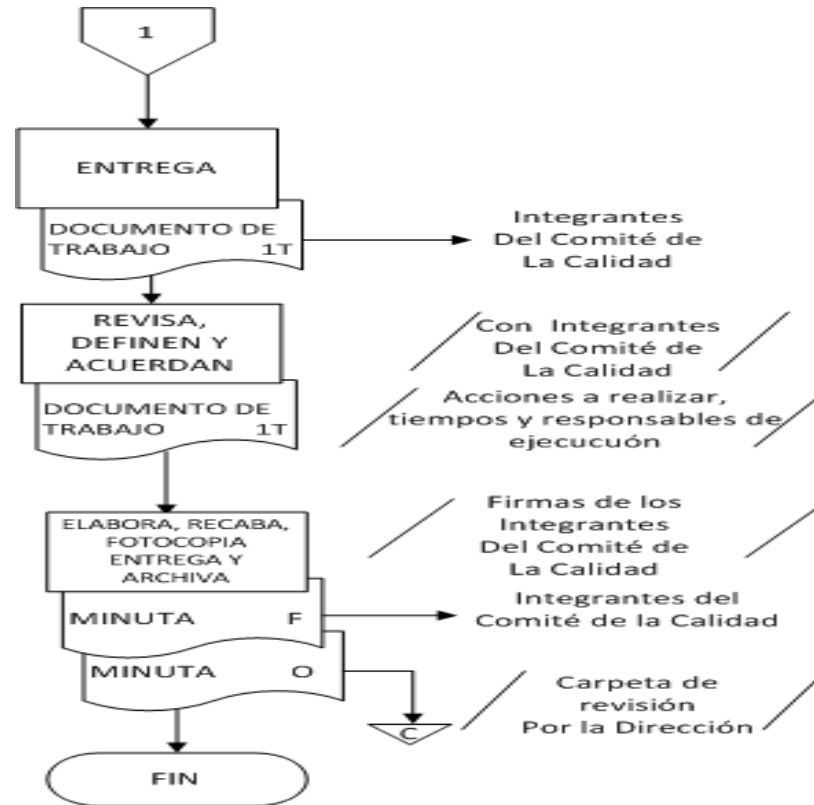 1
ENTREGA
DOCUMENTO DE
TRABAJO 1T
Integrantes
Del Comité de
La Calidad
REVISA,
DEFINEN Y
ACUERDAN
Con Integrantes
Del Comité de
La Calidad
DOCUMENTO DE
TRABAJO 1T
Acciones a realizar,
tiempos y responsables de
ejecucuón
ELABORA, RECABA,
FOTOCOPIA
ENTREGA Y
ARCHIVA
Firmas de los
Integrantes
Del Comité de
La Calidad
MINUTA F
Integrantes del
Comité de la Calidad
MINUTA O
C
Carpeta de
revisión
Por la Dirección
FIN